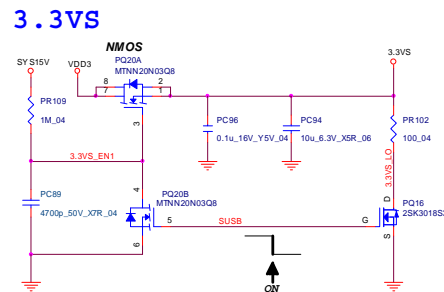 3.3VS
NMOS
SYS15V
VDD3
PQ20A
MTNN20N03Q8
3.3VS
8
7
2
1
3
PR109
1M_04
PC96
0.1u_16V_Y5V_04
PC94
10u_6.3V_X5R_06
PR102
100_04
3.3VS_EN1
3.3VS_LO
PC89
4700p_50V_X7R_04
4
PQ20B
MTNN20N03Q8
5
6
SUSB
G
D
S
PQ16
2SK3018S3
ON